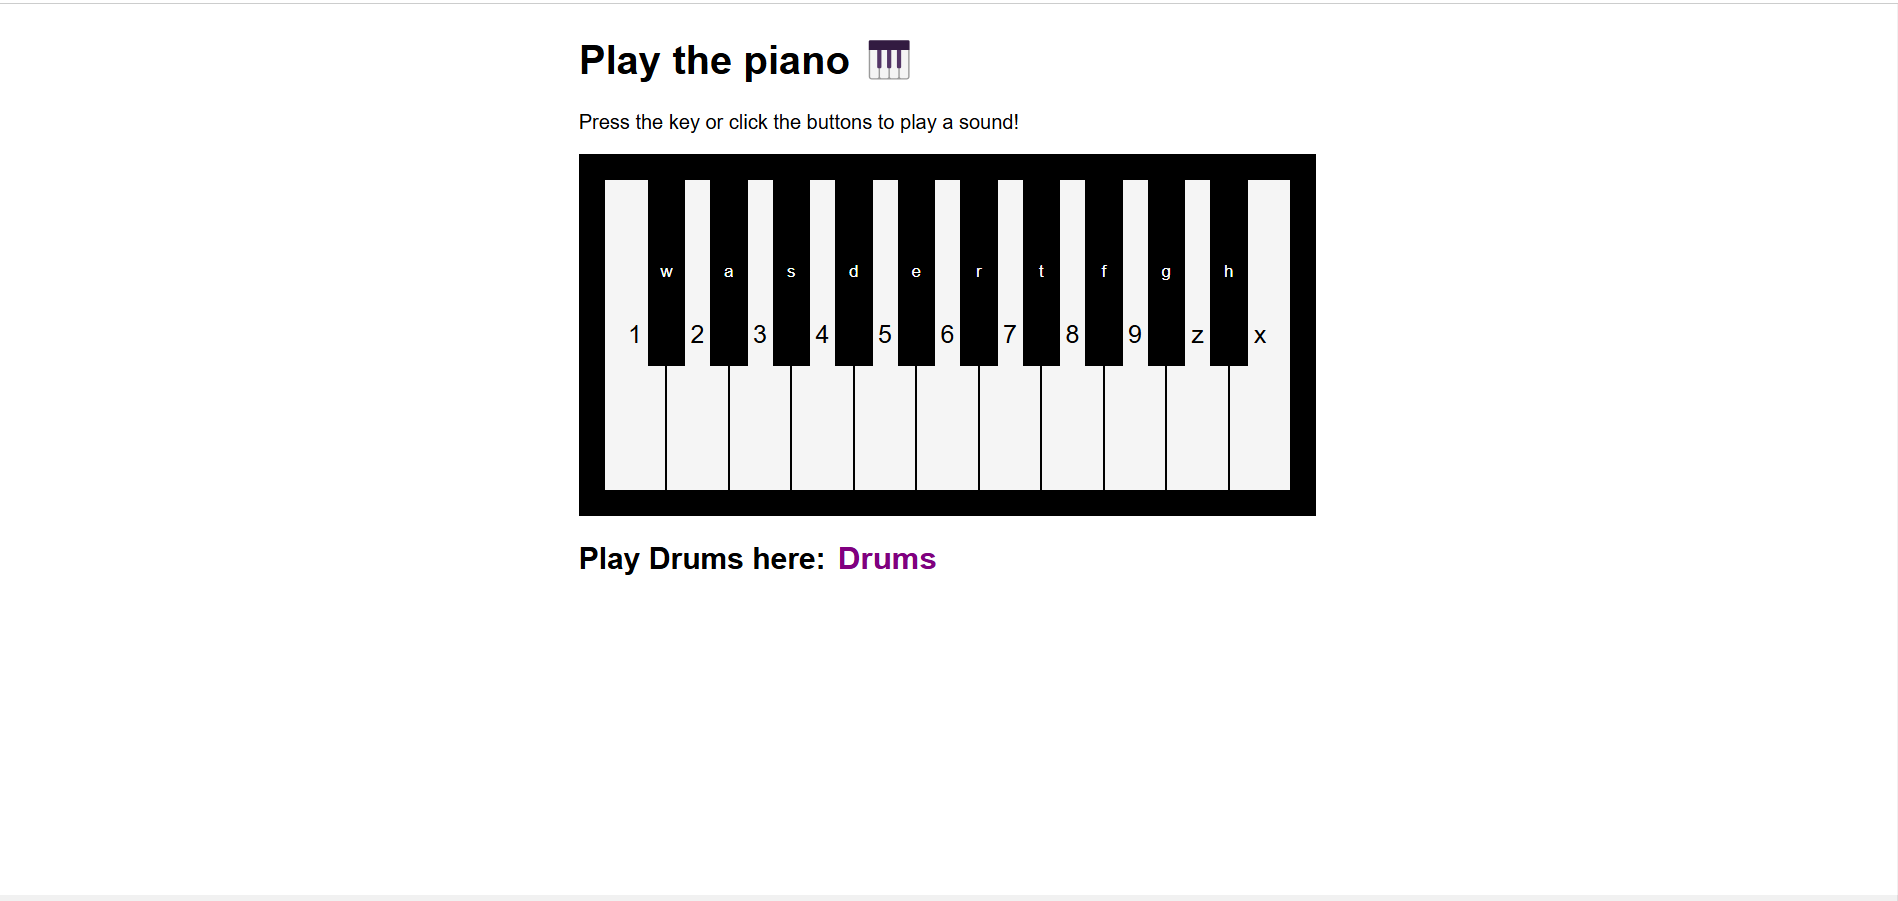 Play the piano
Press the key or click the buttons to play a sound!
w a s d e r t f g h
1 2 3 4 5 6 7 8 9 z x
Play Drums here: Drums